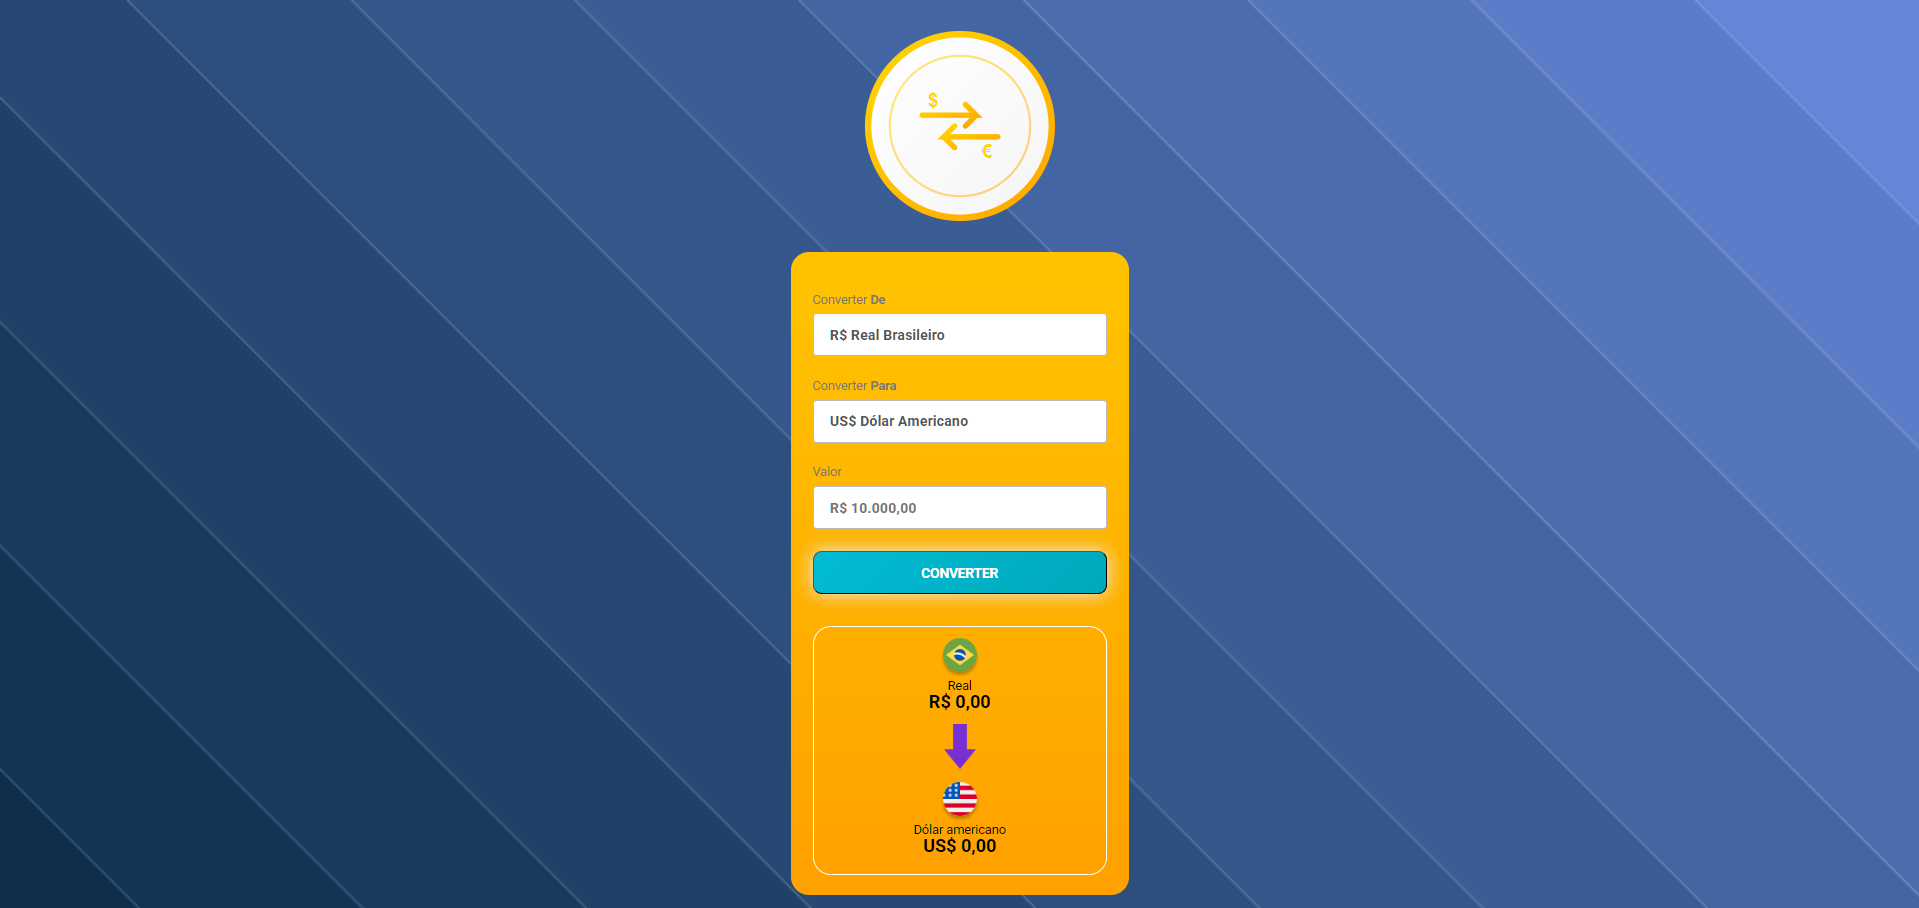 $
€
Converter De
R$ Real Brasileiro
Converter Para
US$ Dólar Americano
Valor
R$ 10.000,00
CONVERTER
Real
R$ 0,00
Dólar americano
US$ 0,00